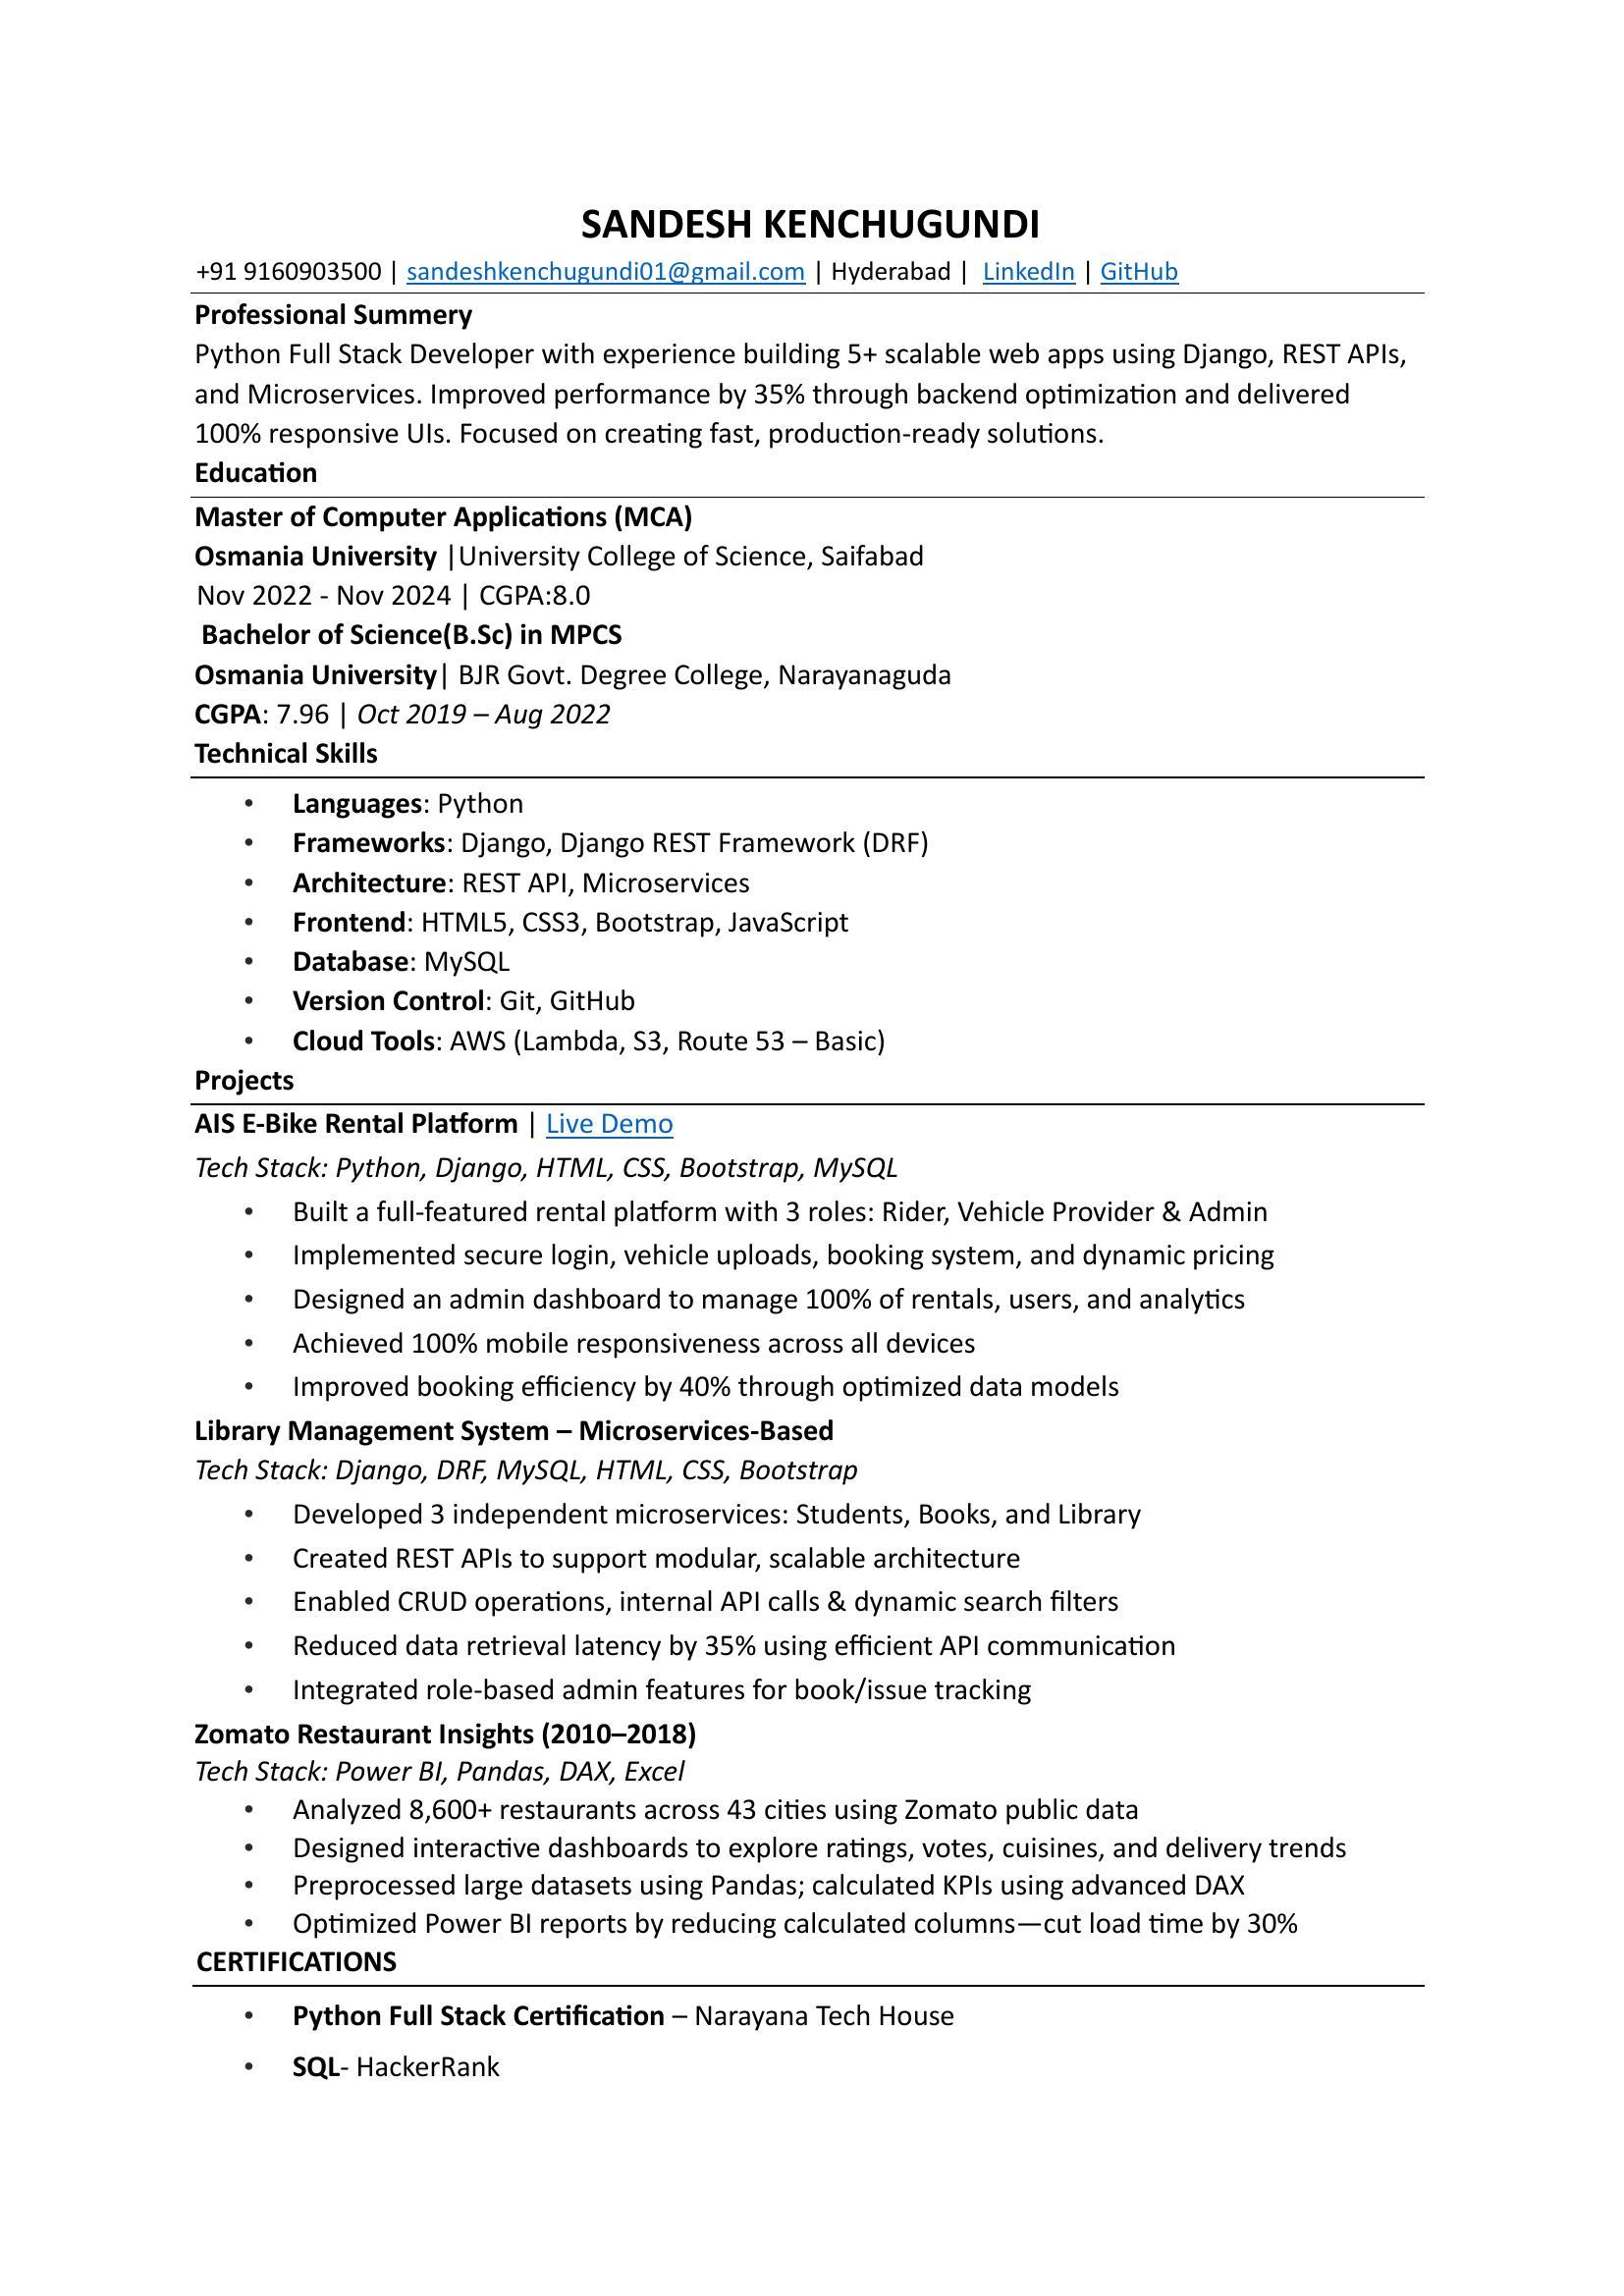 SANDESH KENCHUGUNDI
+91 9160903500 | sandeshkenchugundi01@gmail.com | Hyderabad | LinkedIn | GitHub
Professional Summery
Python Full Stack Developer with experience building 5+ scalable web apps using Django, REST APIs,
and Microservices. Improved performance by 35% through backend optimization and delivered
100% responsive UIs. Focused on creating fast, production-ready solutions.
Education
Master of Computer Applications (MCA)
Osmania University |University College of Science, Saifabad
Nov 2022 - Nov 2024 | CGPA:8.0
Bachelor of Science(B.Sc) in MPCS
Osmania University| BJR Govt. Degree College, Narayanaguda
CGPA: 7.96 | Oct 2019 – Aug 2022
Technical Skills
• Languages: Python
• Frameworks: Django, Django REST Framework (DRF)
• Architecture: REST API, Microservices
• Frontend: HTML5, CSS3, Bootstrap, JavaScript
• Database: MySQL
• Version Control: Git, GitHub
• Cloud Tools: AWS (Lambda, S3, Route 53 – Basic)
Projects
AIS E-Bike Rental Platform | Live Demo
Tech Stack: Python, Django, HTML, CSS, Bootstrap, MySQL
• Built a full-featured rental platform with 3 roles: Rider, Vehicle Provider & Admin
• Implemented secure login, vehicle uploads, booking system, and dynamic pricing
• Designed an admin dashboard to manage 100% of rentals, users, and analytics
• Achieved 100% mobile responsiveness across all devices
• Improved booking efficiency by 40% through optimized data models
Library Management System – Microservices-Based
Tech Stack: Django, DRF, MySQL, HTML, CSS, Bootstrap
• Developed 3 independent microservices: Students, Books, and Library
• Created REST APIs to support modular, scalable architecture
• Enabled CRUD operations, internal API calls & dynamic search filters
• Reduced data retrieval latency by 35% using efficient API communication
• Integrated role-based admin features for book/issue tracking
Zomato Restaurant Insights (2010–2018)
Tech Stack: Power BI, Pandas, DAX, Excel
• Analyzed 8,600+ restaurants across 43 cities using Zomato public data
• Designed interactive dashboards to explore ratings, votes, cuisines, and delivery trends
• Preprocessed large datasets using Pandas; calculated KPIs using advanced DAX
• Optimized Power BI reports by reducing calculated columns—cut load time by 30%
CERTIFICATIONS
• Python Full Stack Certification – Narayana Tech House
• SQL- HackerRank